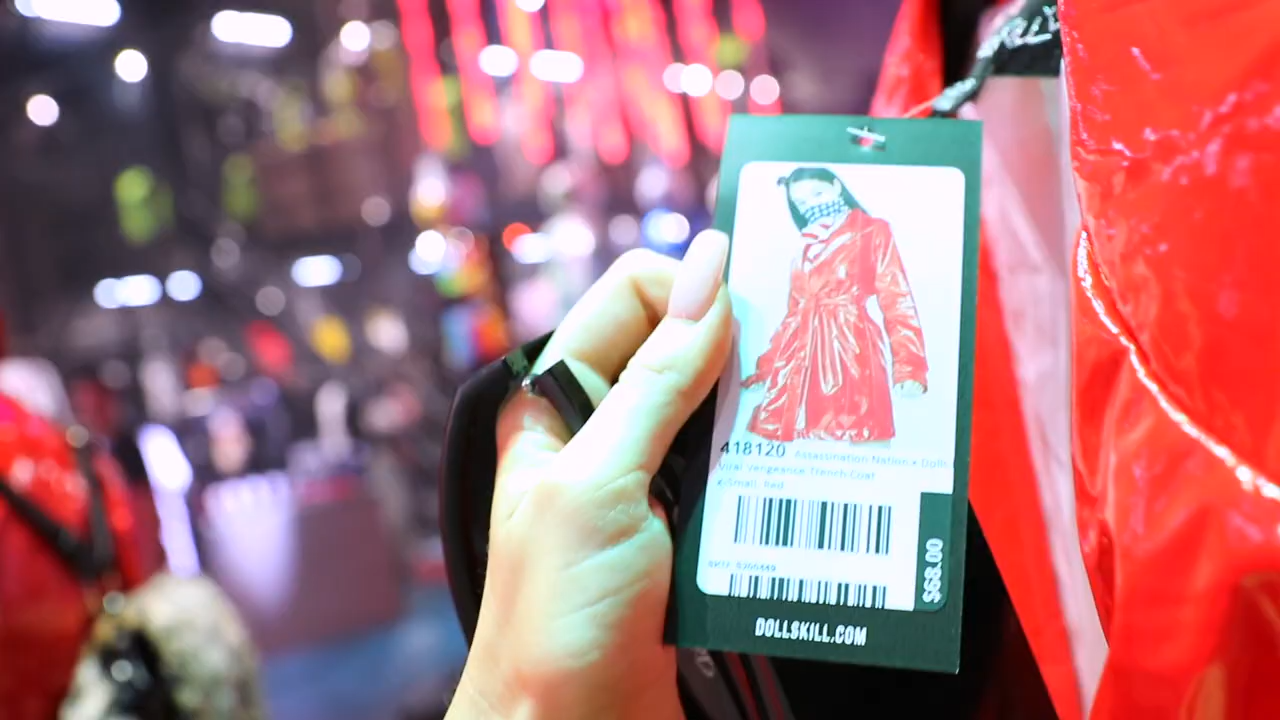 418120 Assassination Nation x Dolls
Viral Vengeance Trench Coat
X-Small, Red
$68.00
DOLLSKILL.COM